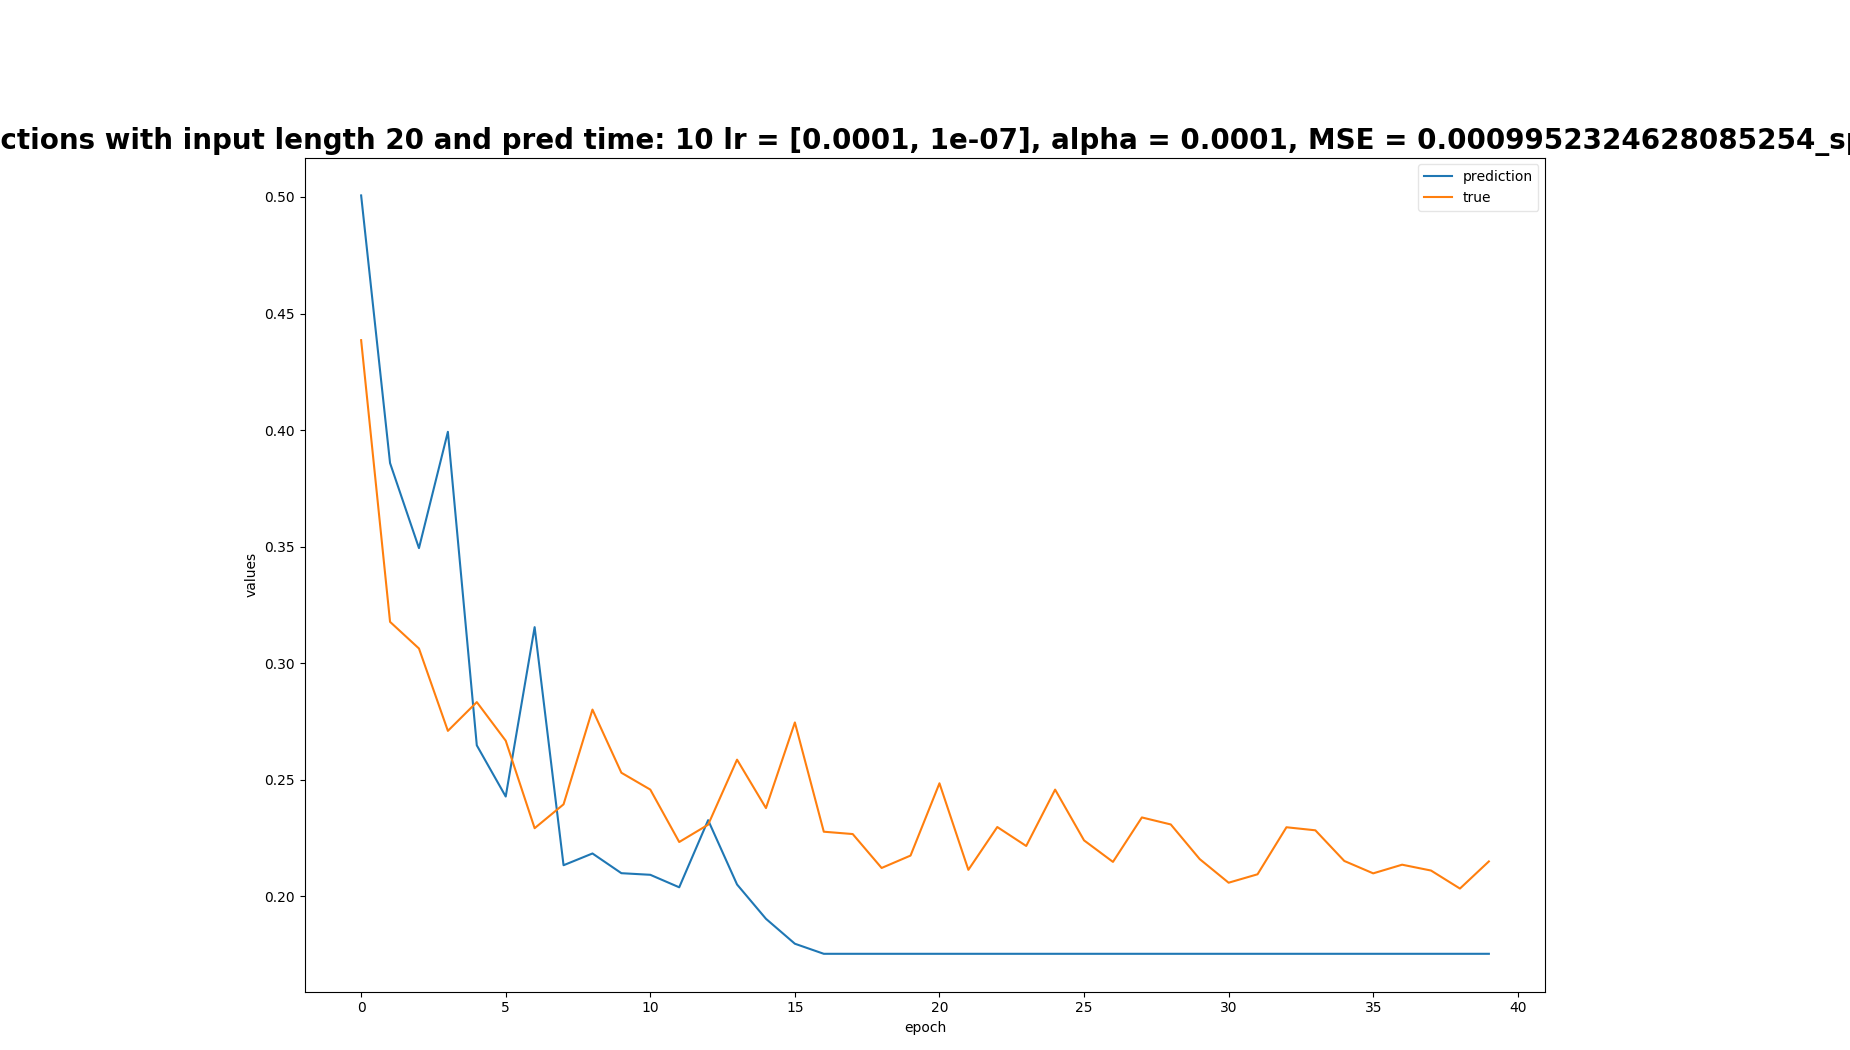 ctions with input length 20 and pred time: 10 lr = [0.0001, 1e-07], alpha = 0.0001, MSE = 0.0009952324628085254_sp
prediction
true
0.50
0.45
0.40
0.35
0.30
0.25
0.20
values
0 5 10 15 20 25 30 35 40
epoch